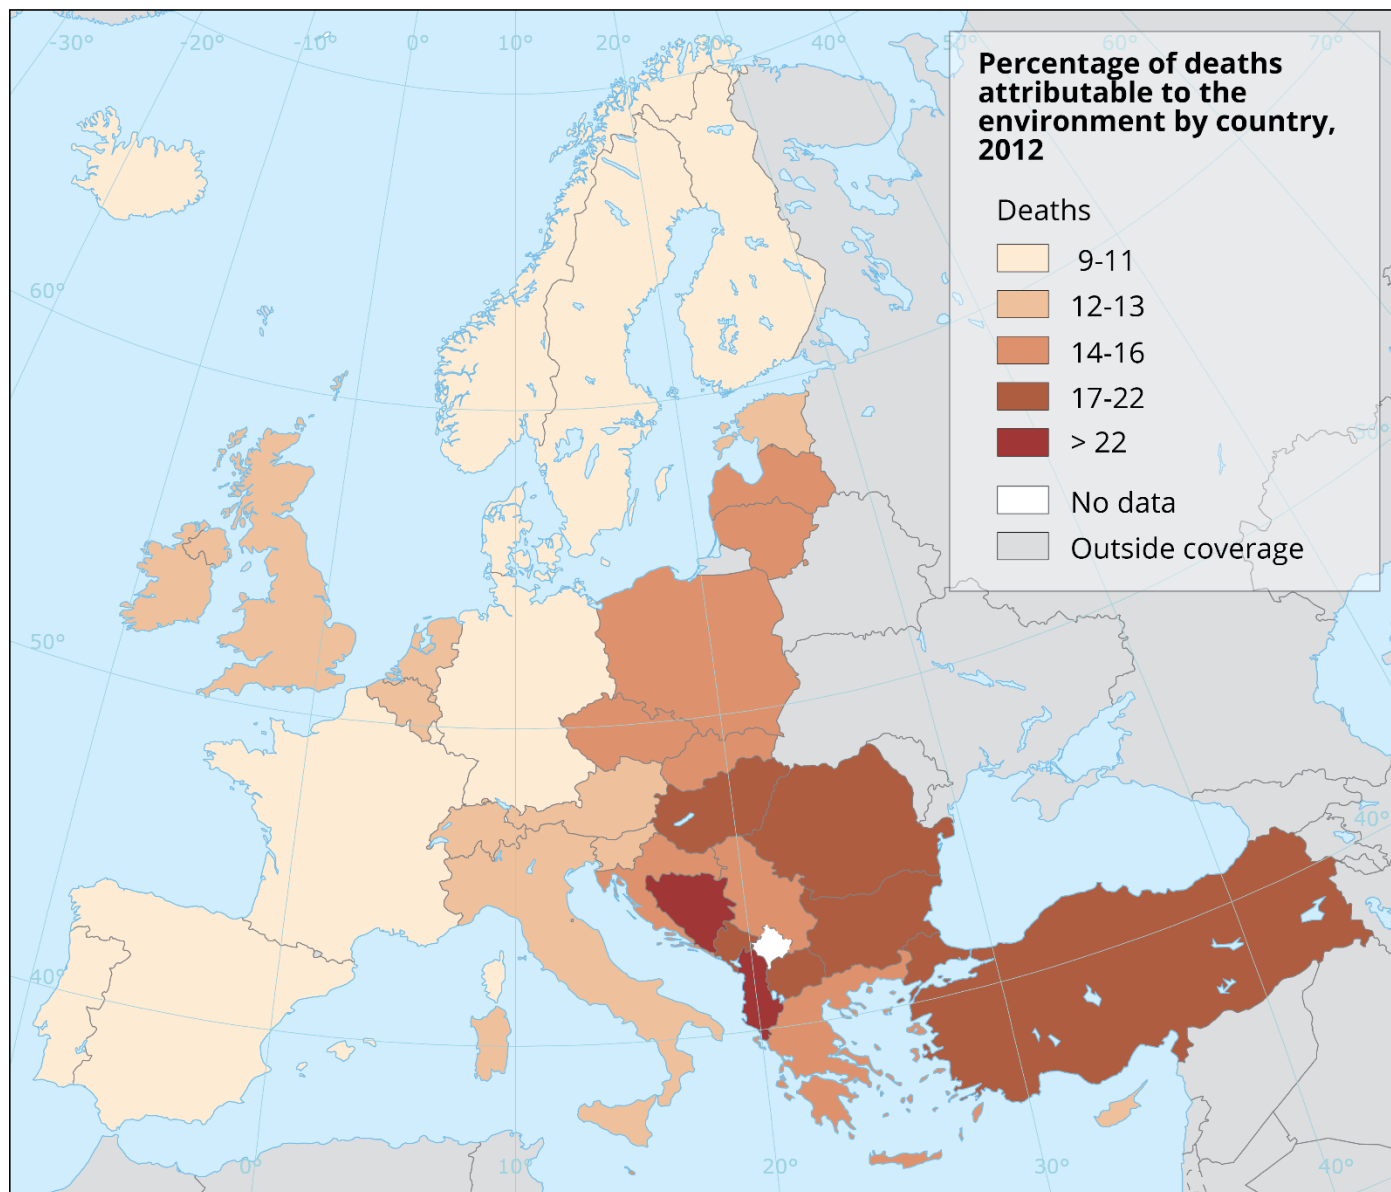 -30° -20° -10° 0° 10° 20° 30° 40° 50° 60° 70°
Percentage of deaths
attributable to the
environment by country,
2012
Deaths
9-11
12-13
14-16
17-22
> 22
No data
Outside coverage
60°
50°
50°
40°
40°
0° 10° 20° 30° 40°